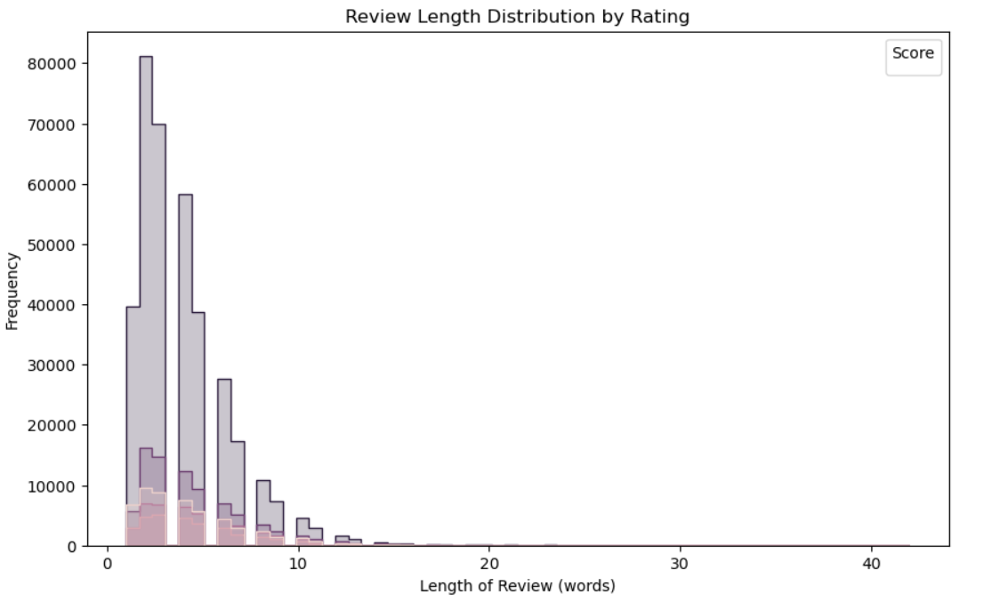 Review Length Distribution by Rating
Score
80000
70000
60000
50000
40000
30000
20000
10000
0
Frequency
0 10 20 30 40
Length of Review (words)